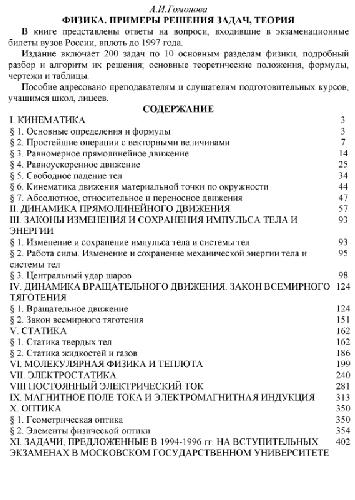 А.И.Гомонова
ФИЗИКА. ПРИМЕРЫ РЕШЕНИЯ ЗАДАЧ, ТЕОРИЯ
В книге представлены ответы на вопросы, входившие в экзаменационные
билеты вузов России, вплоть до 1997 года.
Издание включает 200 задач по 10 основным разделам физики, подробный
разбор и алгоритм их решения; основные теоретические положения, формулы,
чертежи и таблицы.
Пособие адресовано преподавателям и слушателям подготовительных курсов,
учащимся школ, лицеев.
СОДЕРЖАНИЕ
I. КИНЕМАТИКА 3
§ 1. Основные определения и формулы 3
§ 2. Простейшие операции с векторными величинами 7
§ 3. Равномерное прямолинейное движение 14
§ 4. Равноускоренное движение 25
§ 5. Свободное падение тел 34
§ 6. Кинематика движения материальной точки по окружности 44
§ 7. Абсолютное, относительное и переносное движения 47
II. ДИНАМИКА ПРЯМОЛИНЕЙНОГО ДВИЖЕНИЯ 57
III. ЗАКОНЫ ИЗМЕНЕНИЯ И СОХРАНЕНИЯ ИМПУЛЬСА ТЕЛА И 93
ЭНЕРГИИ
§ 1. Изменение и сохранение импульса тела и системы тел 93
§ 2. Работа силы. Изменение и сохранение механической энергии тела и 95
системы тел
§ 3. Центральный удар шаров 98
IV. ДИНАМИКА ВРАЩАТЕЛЬНОГО ДВИЖЕНИЯ. ЗАКОН ВСЕМИРНОГО 124
ТЯГОТЕНИЯ
§ 1. Вращательное движение 124
§ 2. Закон всемирного тяготения 151
V. СТАТИКА 162
§ 1. Статика твердых тел 162
§ 2. Статика жидкостей и газов 186
VI. МОЛЕКУЛЯРНАЯ ФИЗИКА И ТЕПЛОТА 199
VII. ЭЛЕКТРОСТАТИКА 240
VIII ПОСТОЯННЫЙ ЭЛЕКТРИЧЕСКИЙ ТОК 281
IX. МАГНИТНОЕ ПОЛЕ ТОКА И ЭЛЕКТРОМАГНИТНАЯ ИНДУКЦИЯ 313
X. ОПТИКА 350
§ 1. Геометрическая оптика 350
§ 2. Элементы физической оптики 354
XI. ЗАДАЧИ, ПРЕДЛОЖЕННЫЕ В 1994-1996 гг. НА ВСТУПИТЕЛЬНЫХ 402
ЭКЗАМЕНАХ В МОСКОВСКОМ ГОСУДАРСТВЕННОМ УНИВЕРСИТЕТЕ